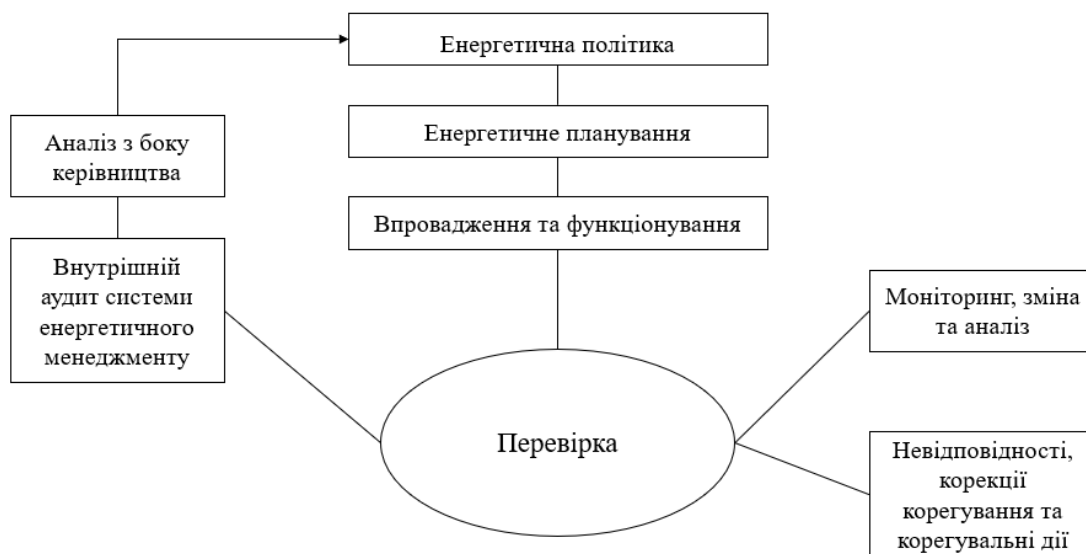 Енергетична політика
Енергетичне планування
Аналіз з боку
керівництва
Впровадження та функціонування
Внутрішній
аудит системи
енергетичного
менеджменту
Моніторинг, зміна
та аналіз
Перевірка
Невідповідності,
корекції
корегування та
корегувальні дії